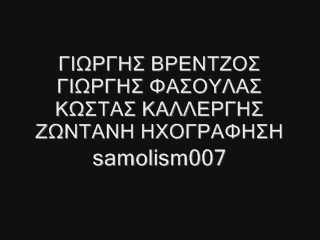 ΓΙΩΡΓΗΣ ΒΡΕΝΤΖΟΣ
ΓΙΩΡΓΗΣ ΦΑΣΟΥΛΑΣ
ΚΩΣΤΑΣ ΚΑΛΛΕΡΓΗΣ
ΖΩΝΤΑΝΗ ΗΧΟΓΡΑΦΗΣΗ
samolism007